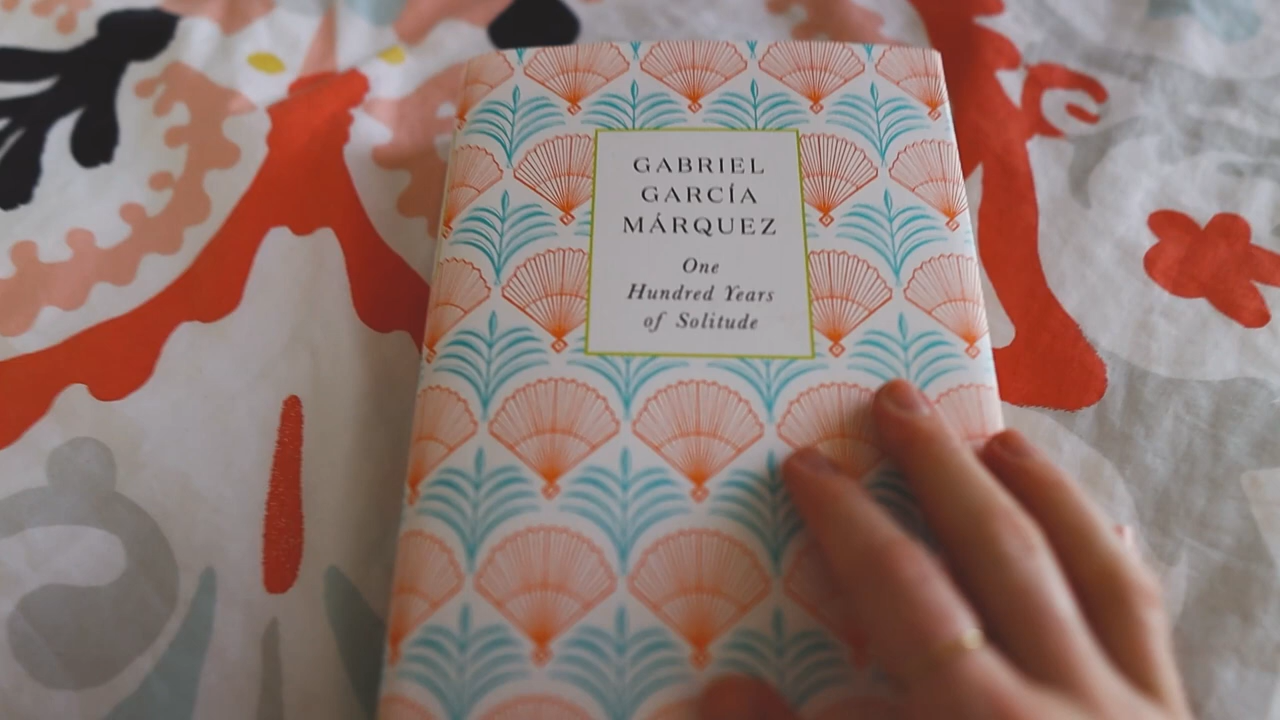 GABRIEL
GARCÍA
MÁRQUEZ
One
Hundred Years
of Solitude